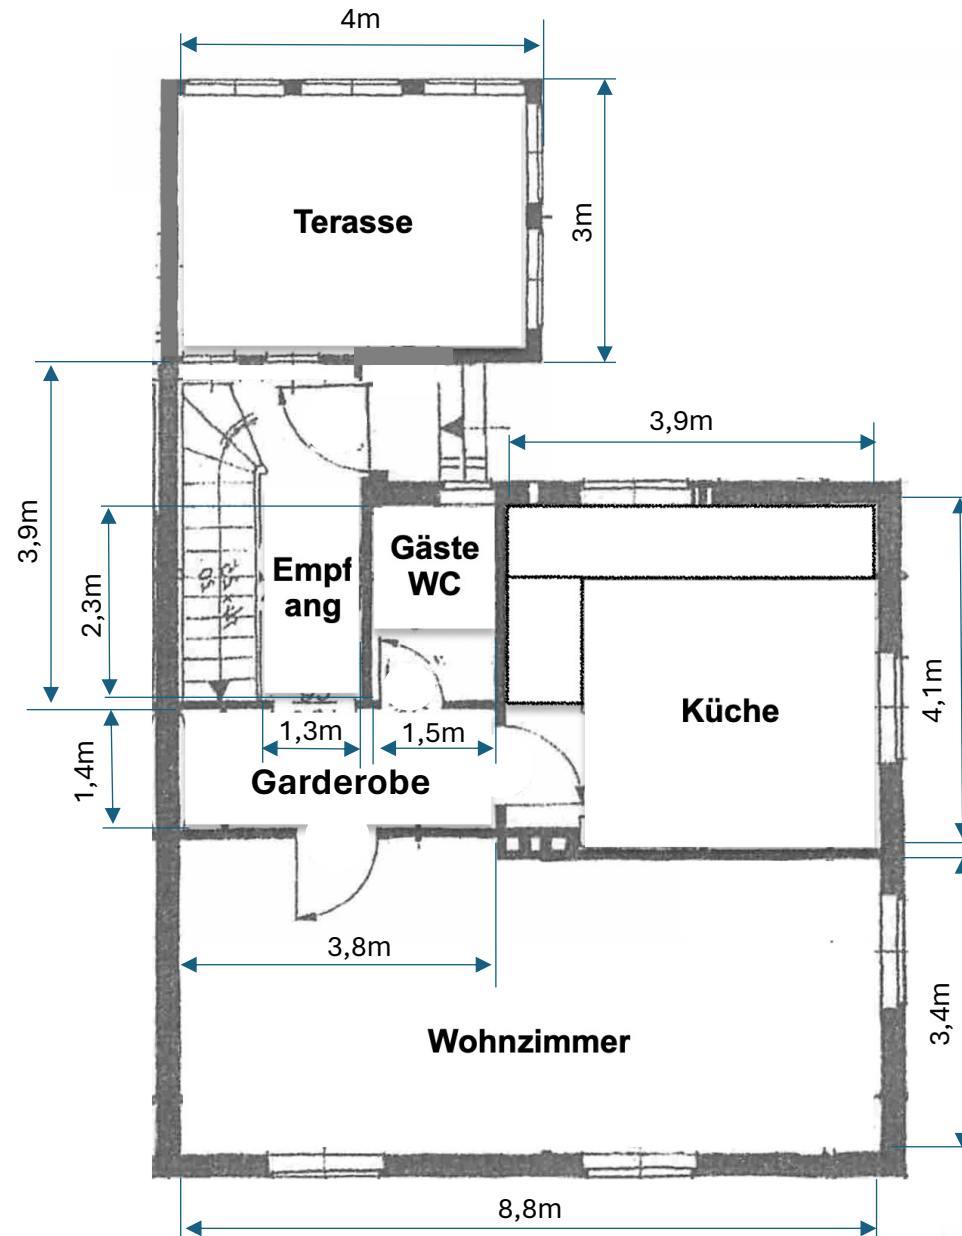 4m
Terasse
3m
3,9m
3,9m
Gäste
WC
Empf
ang
2,3m
4,1m
Küche
1,3m
1,5m
1,4m
Garderobe
3,8m
3,4m
Wohnzimmer
8,8m